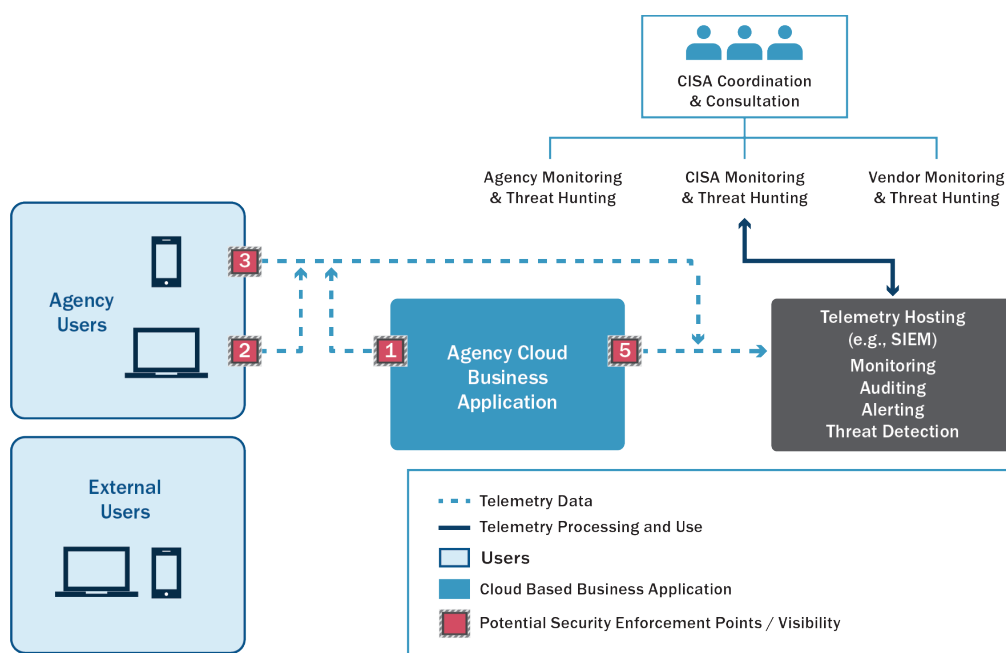 CISA Coordination
& Consultation
Agency Monitoring
& Threat Hunting
CISA Monitoring
& Threat Hunting
Vendor Monitoring
& Threat Hunting
Agency
Users
3
2
1
Agency Cloud
Business
Application
5
Telemetry Hosting
(e.g., SIEM)
Monitoring
Auditing
Alerting
Threat Detection
External
Users
Telemetry Data
Telemetry Processing and Use
Users
Cloud Based Business Application
Potential Security Enforcement Points / Visibility